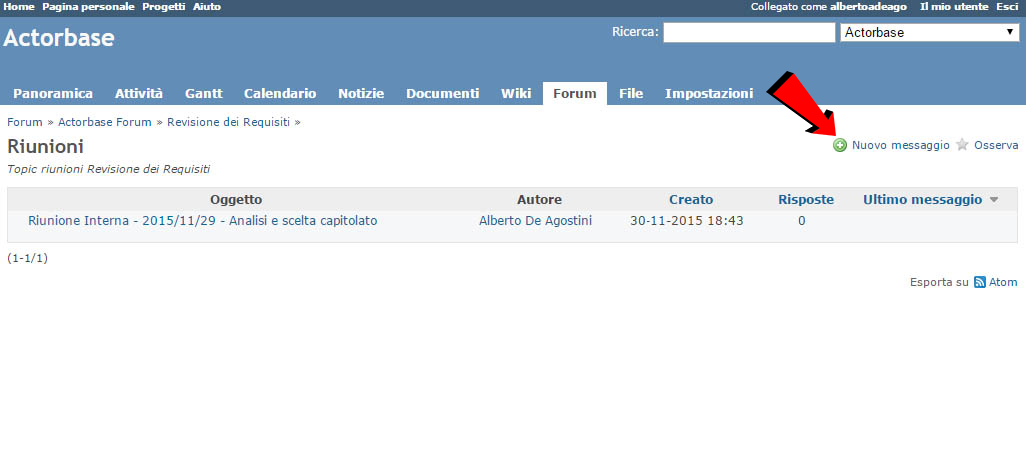 Home Pagina personale Progetti Aiuto Collegato come albertoadeago Il mio utente Esci
Actorbase Ricerca: Actorbase
Panoramica Attività Gantt Calendario Notizie Documenti Wiki Forum File Impostazioni
Forum » Actorbase Forum » Revisione dei Requisiti »
Riunioni Nuovo messaggio Osserva
Topic riunioni Revisione dei Requisiti
Oggetto Autore Creato Risposte Ultimo messaggio
Riunione Interna - 2015/11/29 - Analisi e scelta capitolato Alberto De Agostini 30-11-2015 18:43 0
(1-1/1)
Esporta su Atom